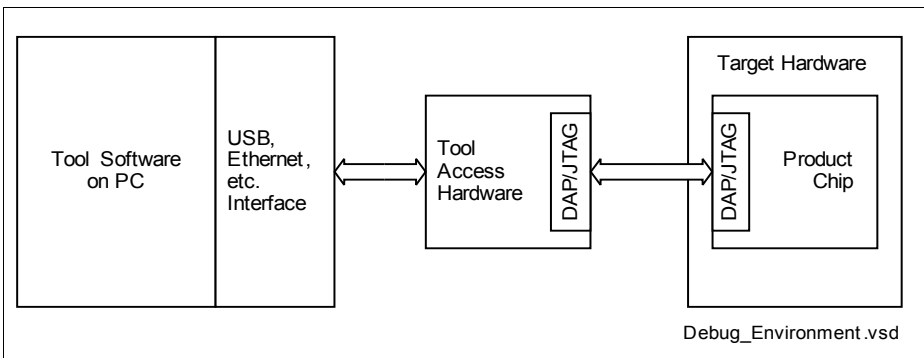 Tool Software
on PC
USB,
Ethernet,
etc.
Interface
Tool
Access
Hardware
DAP/JTAG
Target Hardware
DAP/JTAG
Product
Chip
Debug_Environment.vsd